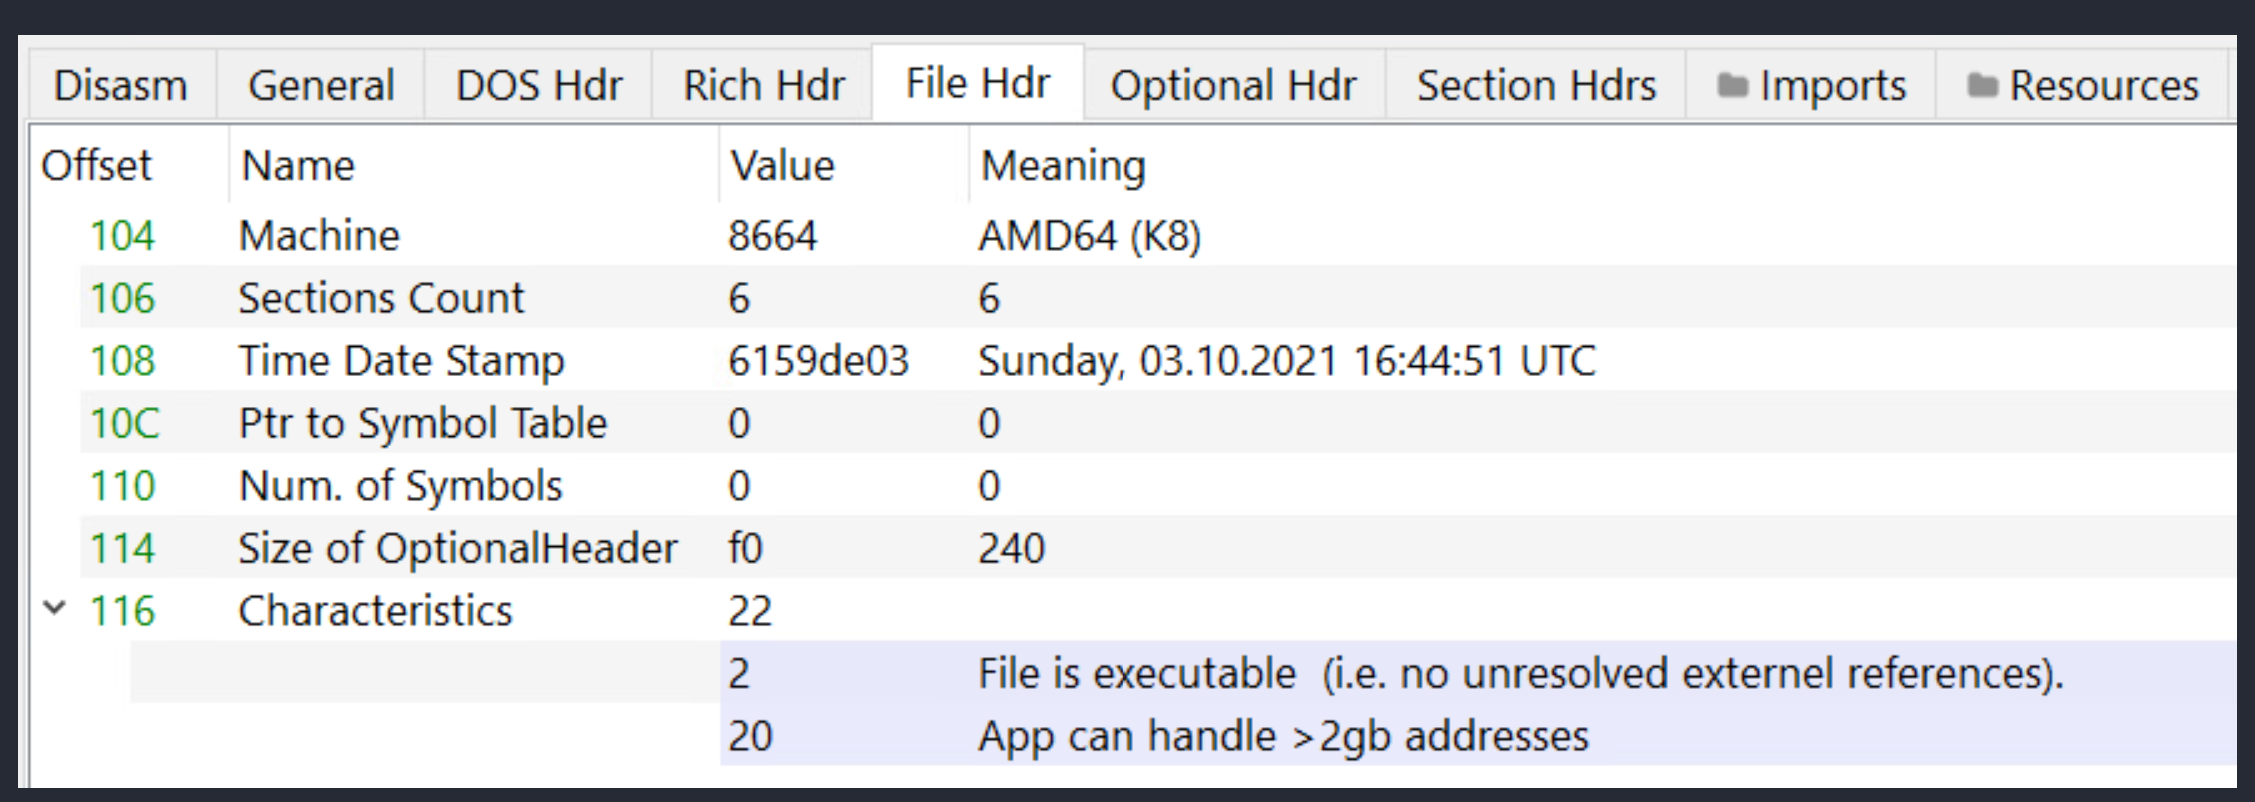 Disasm General DOS Hdr Rich Hdr File Hdr Optional Hdr Section Hdrs Imports Resources
Offset Name Value Meaning
104 Machine 8664 AMD64 (K8)
106 Sections Count 6 6
108 Time Date Stamp 6159de03 Sunday, 03.10.2021 16:44:51 UTC
10C Ptr to Symbol Table 0 0
110 Num. of Symbols 0 0
114 Size of OptionalHeader f0 240
116 Characteristics 22
2 File is executable  (i.e. no unresolved externel references).
20 App can handle >2gb addresses